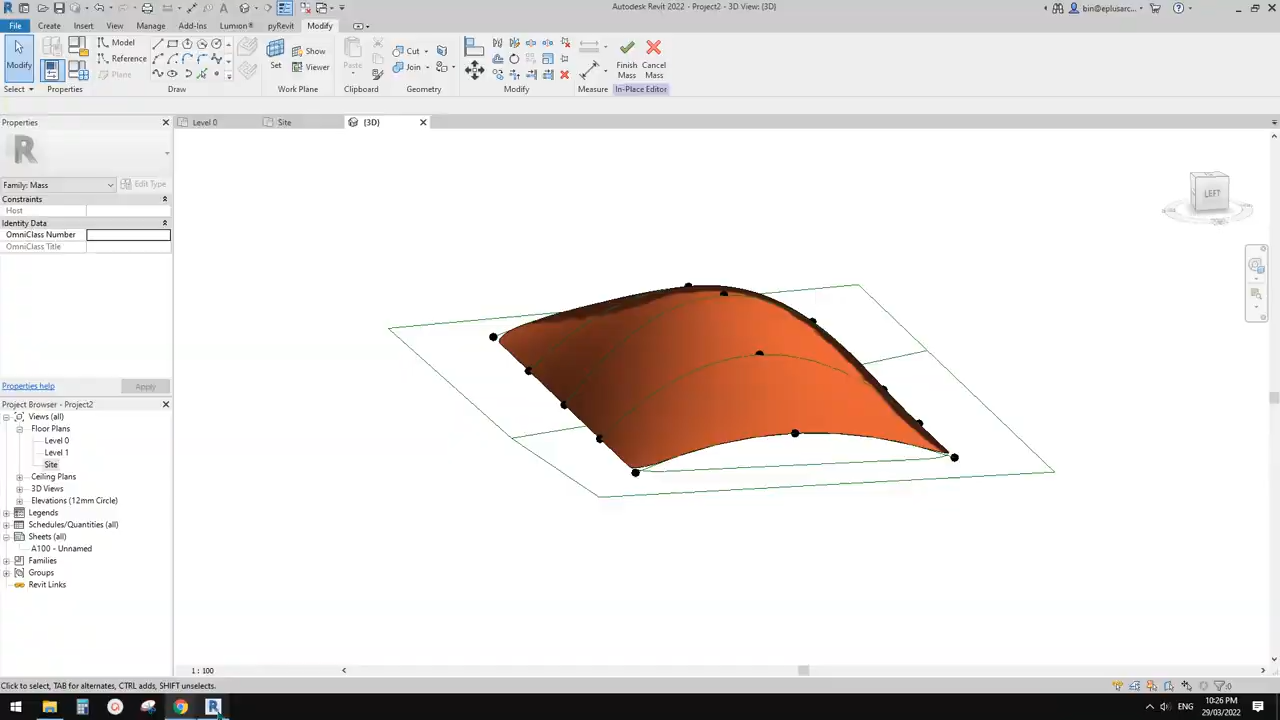 Autodesk Revit 2022 - Project2 - 3D View: {3D}
bin@eplusarc...
File Create Insert View Manage Add-Ins Lumion® pyRevit Modify
Modify
Model
Reference
Plane
Set
Show
Viewer
Paste
Cut
Join
Finish Mass
Cancel Mass
Select Properties Draw Work Plane Clipboard Geometry Modify Measure In-Place Editor
Properties
Level 0
Site
{3D}
LEFT
Family: Mass
Edit Type
Constraints
Host
Identity Data
OmniClass Number
OmniClass Title
Properties help
Apply
Project Browser - Project2
Views (all)
Floor Plans
Level 0
Level 1
Site
Ceiling Plans
3D Views
Elevations (12mm Circle)
Legends
Schedules/Quantities (all)
Sheets (all)
A100 - Unnamed
Families
Groups
Revit Links
1 : 100
Click to select, TAB for alternates, CTRL adds, SHIFT unselects.
:0
ENG
10:26 PM
29/03/2022